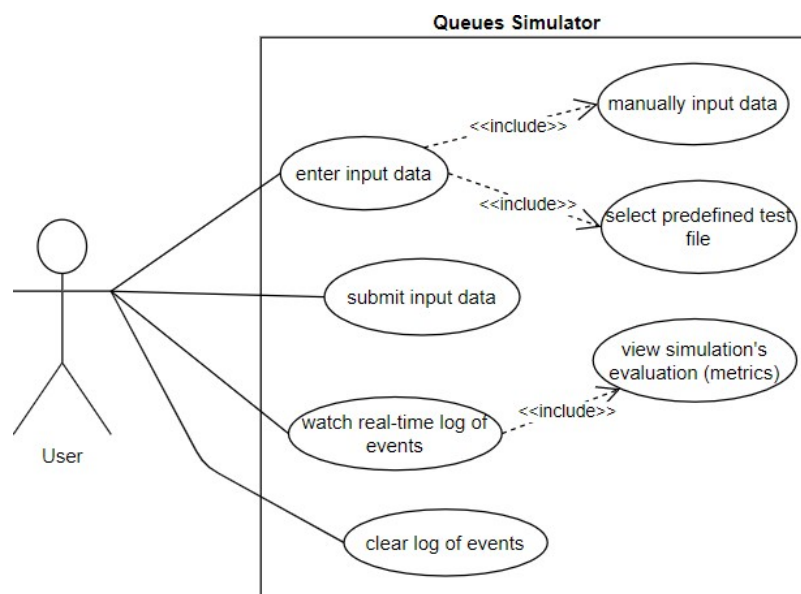 Queues Simulator
manually input data
<<include>>
enter input data
<<include>>
select predefined test
file
submit input data
view simulation's
evaluation (metrics)
<<include>>
watch real-time log of
events
User
clear log of events